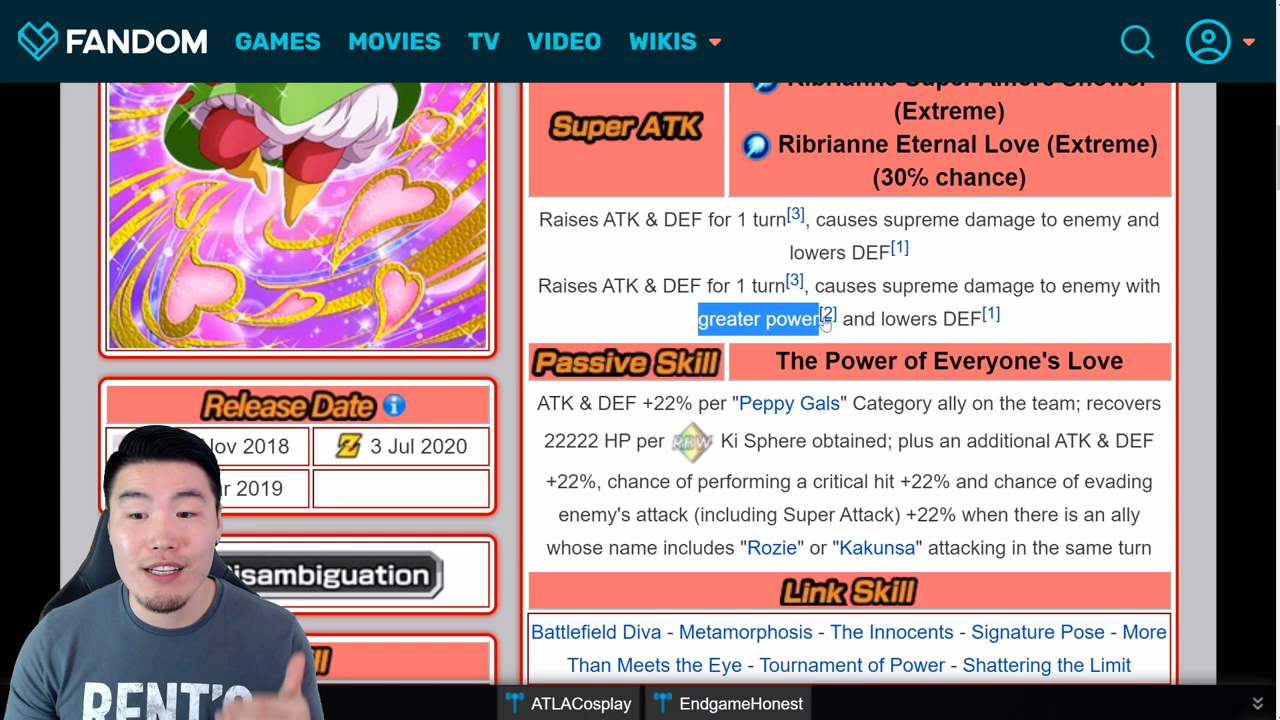 FANDOM GAMES MOVIES TV VIDEO WIKIS
Ribrianne Super Amore Shower
(Extreme)
Super ATK
Ribrianne Eternal Love (Extreme)
(30% chance)
Raises ATK & DEF for 1 turn[3], causes supreme damage to enemy and
lowers DEF[1]
Raises ATK & DEF for 1 turn[3], causes supreme damage to enemy with
greater power[2] and lowers DEF[1]
Passive Skill The Power of Everyone's Love
ATK & DEF +22% per "Peppy Gals" Category ally on the team; recovers
22222 HP per RBW Ki Sphere obtained; plus an additional ATK & DEF
+22%, chance of performing a critical hit +22% and chance of evading
enemy's attack (including Super Attack) +22% when there is an ally
whose name includes "Rozie" or "Kakunsa" attacking in the same turn
Link Skill
Battlefield Diva - Metamorphosis - The Innocents - Signature Pose - More
Than Meets the Eye - Tournament of Power - Shattering the Limit
Release Date i
Nov 2018 Z 3 Jul 2020
2019
Disambiguation
RENT'S
ATLACosplay EndgameHonest